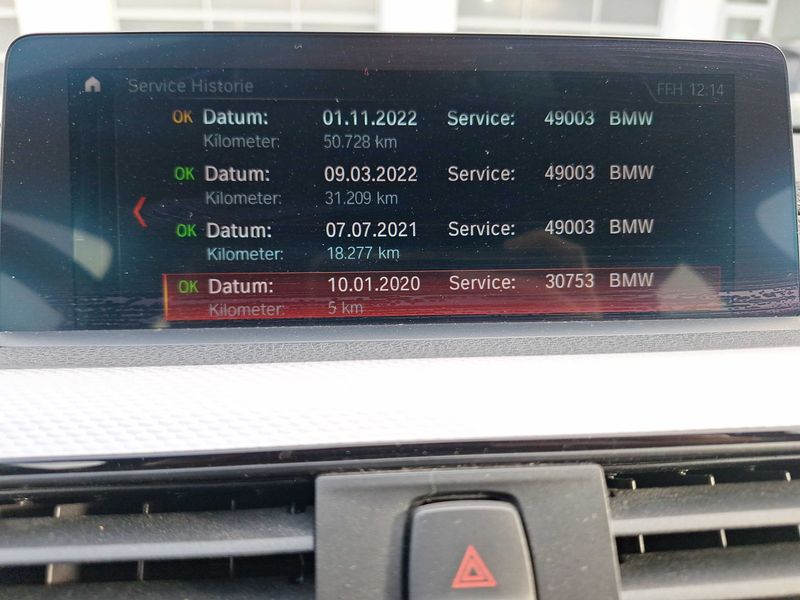 Service Historie FFH 12:14
OK Datum: 01.11.2022 Service: 49003 BMW
Kilometer: 50.728 km
OK Datum: 09.03.2022 Service: 49003 BMW
Kilometer: 31.209 km
OK Datum: 07.07.2021 Service: 49003 BMW
Kilometer: 18.277 km
OK Datum: 10.01.2020 Service: 30753 BMW
Kilometer: 5 km